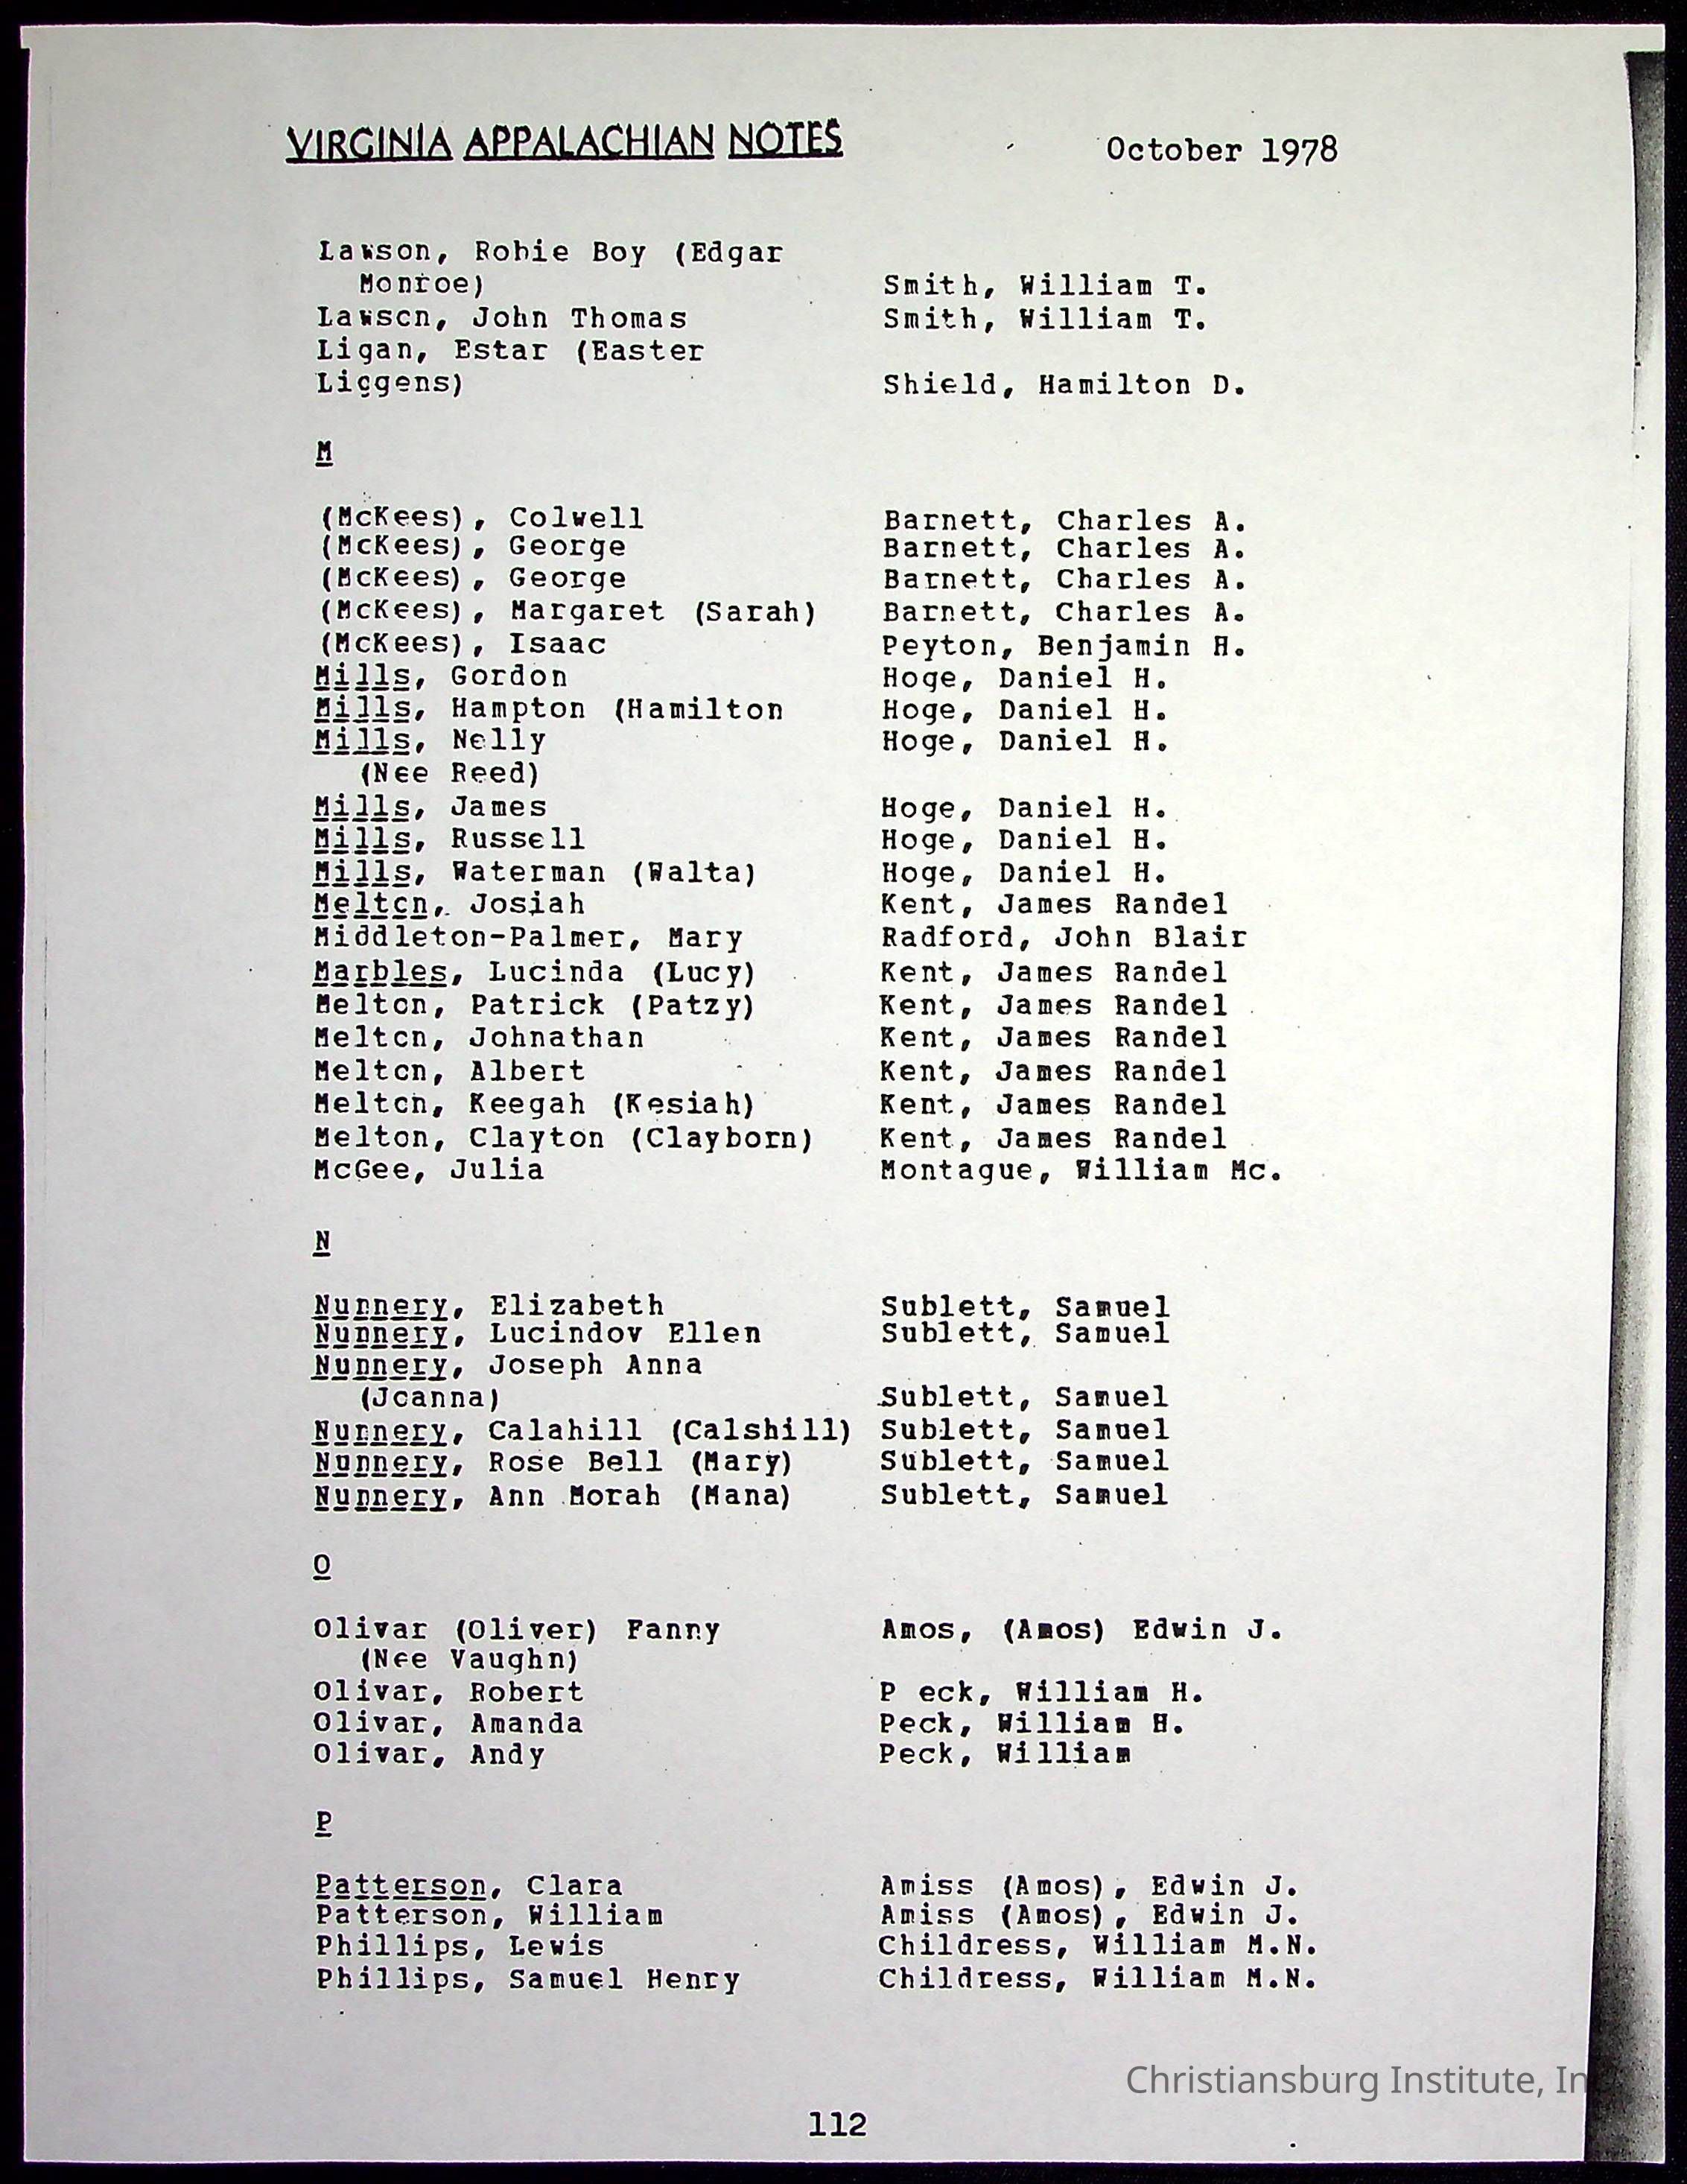 VIRGINIA APPALACHIAN NOTES October 1978
Lawson, Robie Boy (Edgar
Monroe) Smith, William T.
Lawson, John Thomas Smith, William T.
Ligan, Estar (Easter
Liggens) Shield, Hamilton D.
M
(McKees), Colwell Barnett, Charles A.
(McKees), George Barnett, Charles A.
(McKees), George Barnett, Charles A.
(McKees), Margaret (Sarah) Barnett, Charles A.
(McKees), Isaac Peyton, Benjamin H.
Mills, Gordon Hoge, Daniel H.
Mills, Hampton (Hamilton Hoge, Daniel H.
Mills, Nelly Hoge, Daniel H.
(Nee Reed)
Mills, James Hoge, Daniel H.
Mills, Russell Hoge, Daniel H.
Mills, Waterman (Walta) Hoge, Daniel H.
Melton, Josiah Kent, James Randel
Middleton-Palmer, Mary Radford, John Blair
Marbles, Lucinda (Lucy) Kent, James Randel
Melton, Patrick (Patzy) Kent, James Randel
Melton, Johnathan Kent, James Randel
Melton, Albert Kent, James Randel
Melton, Keegah (Kesiah) Kent, James Randel
Melton, Clayton (Clayborn) Kent, James Randel
McGee, Julia Montague, William Mc.
N
Nunnery, Elizabeth Sublett, Samuel
Nunnery, Lucindov Ellen Sublett, Samuel
Nunnery, Joseph Anna
(Joanna) Sublett, Samuel
Nunnery, Calahill (Calshill) Sublett, Samuel
Nunnery, Rose Bell (Mary) Sublett, Samuel
Nunnery, Ann Morah (Mana) Sublett, Samuel
O
Olivar (Oliver) Fanny Amos, (Amos) Edwin J.
(Nee Vaughn)
Olivar, Robert P eck, William H.
Olivar, Amanda Peck, William H.
Olivar, Andy Peck, William
P
Patterson, Clara Amiss (Amos), Edwin J.
Patterson, William Amiss (Amos), Edwin J.
Phillips, Lewis Childress, William M.N.
Phillips, Samuel Henry Childress, William M.N.
Christiansburg Institute, In
112